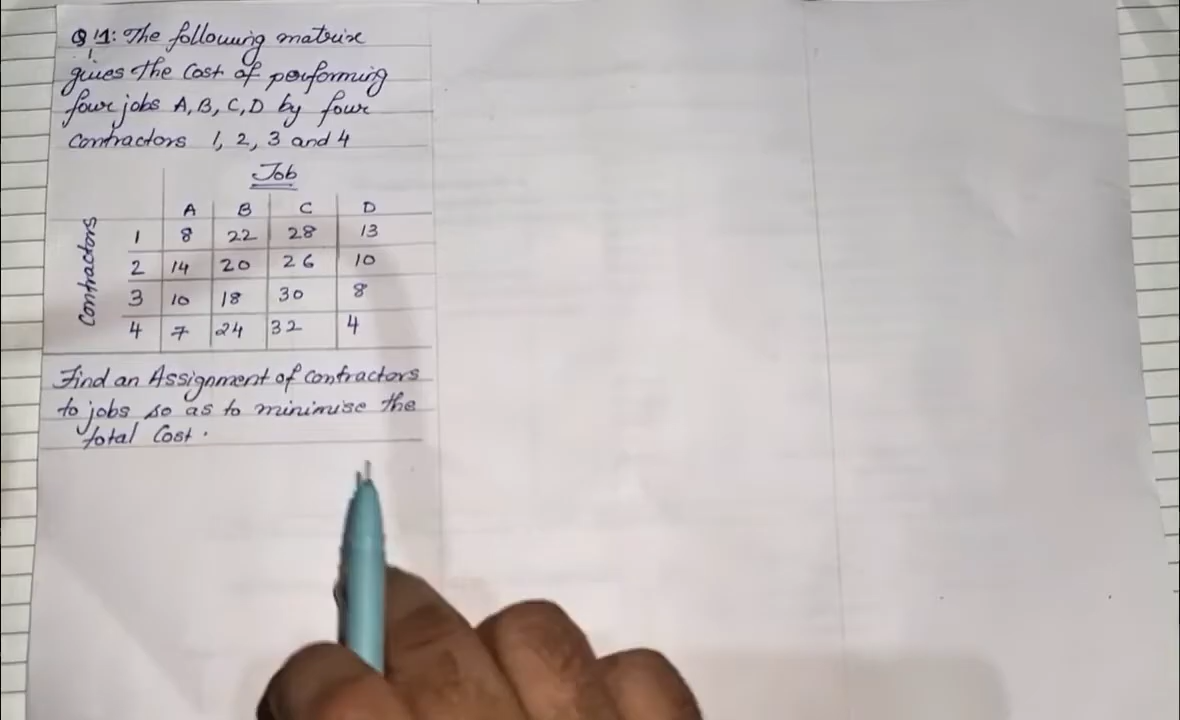 Q 1: The following matrix
gives the cost of performing
four jobs A, B, C, D by four
contractors 1, 2, 3 and 4
Job
A B C D
Contractors
1 8 22 28 13
2 14 20 26 10
3 10 18 30 8
4 7 24 32 4
Find an Assignment of contractors
to jobs so as to minimise the
total cost.